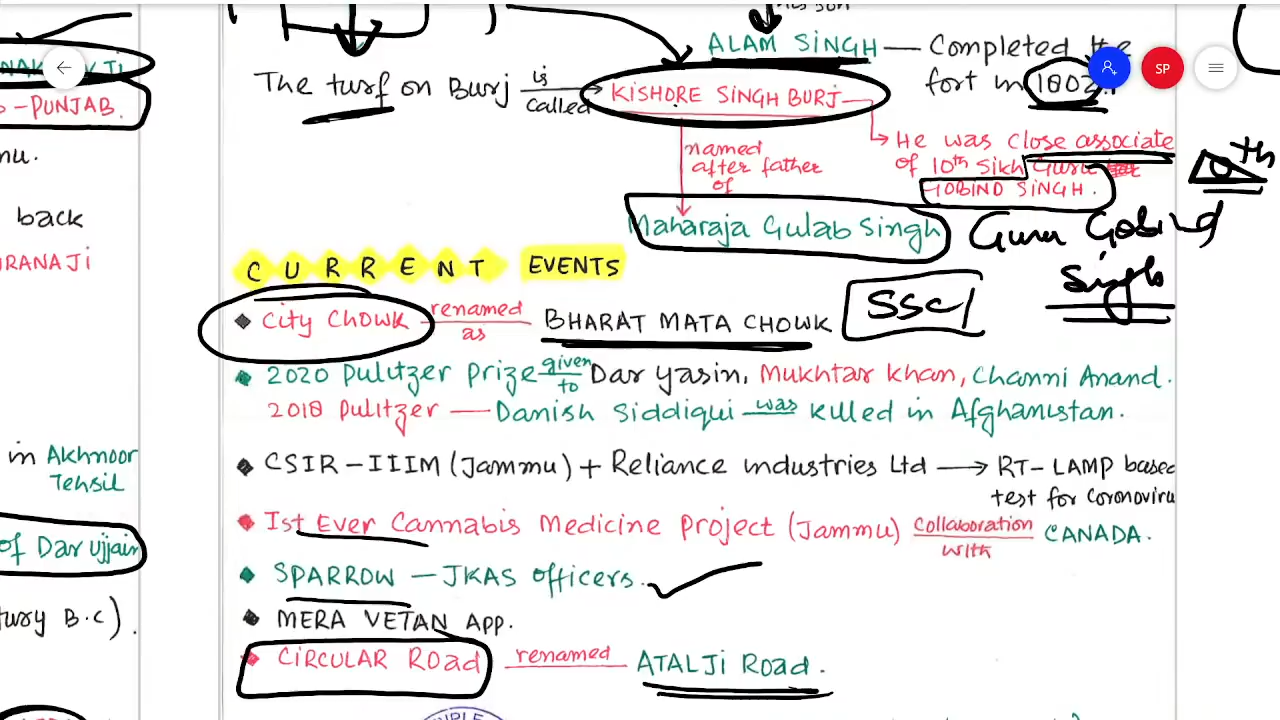 ALAM SINGH — Completed the
fort in 1802.
The turf on Burj is called → KISHORE SINGH BURJ
He was close associate
of 10th Sikh Guru
GOBIND SINGH.
th
named
after father
of
Maharaja Gulab Singh
Guru Gobind
Singh
- PUNJAB.
back
RANAJI
in Akhnoor
Tehsil
of Dar ujjain
B.C)
CURRENT EVENTS
City Chowk renamed as BHARAT MATA CHOWK
SSC
2020 Pulitzer Prize given to Dar yasin, Mukhtar khan, Channi Anand.
2018 Pulitzer — Danish Siddiqui was killed in Afghanistan.
CSIR-IIIM (Jammu) + Reliance industries Ltd → RT-LAMP based
test for Coronaviru
Ist Ever Cannabis Medicine Project (Jammu) collaboration with CANADA.
SPARROW - JKAS officers.
MERA VETAN App.
CIRCULAR Road renamed ATALJI Road.
SP